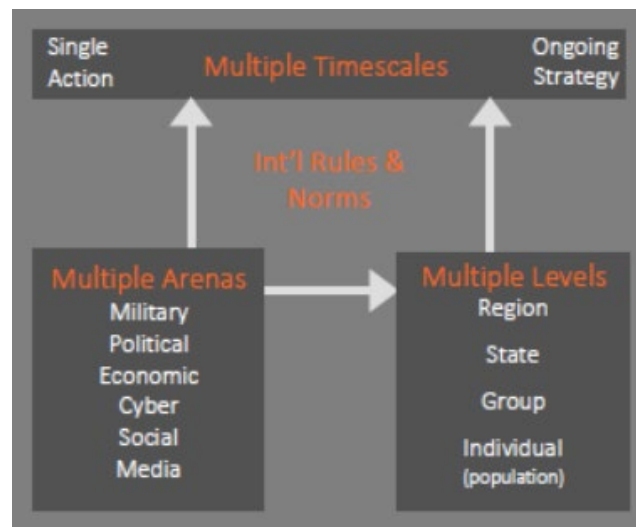 Single
Action
Multiple Timescales
Ongoing
Strategy
Int'l Rules &
Norms
Multiple Arenas
Military
Political
Economic
Cyber
Social
Media
Multiple Levels
Region
State
Group
Individual
(population)